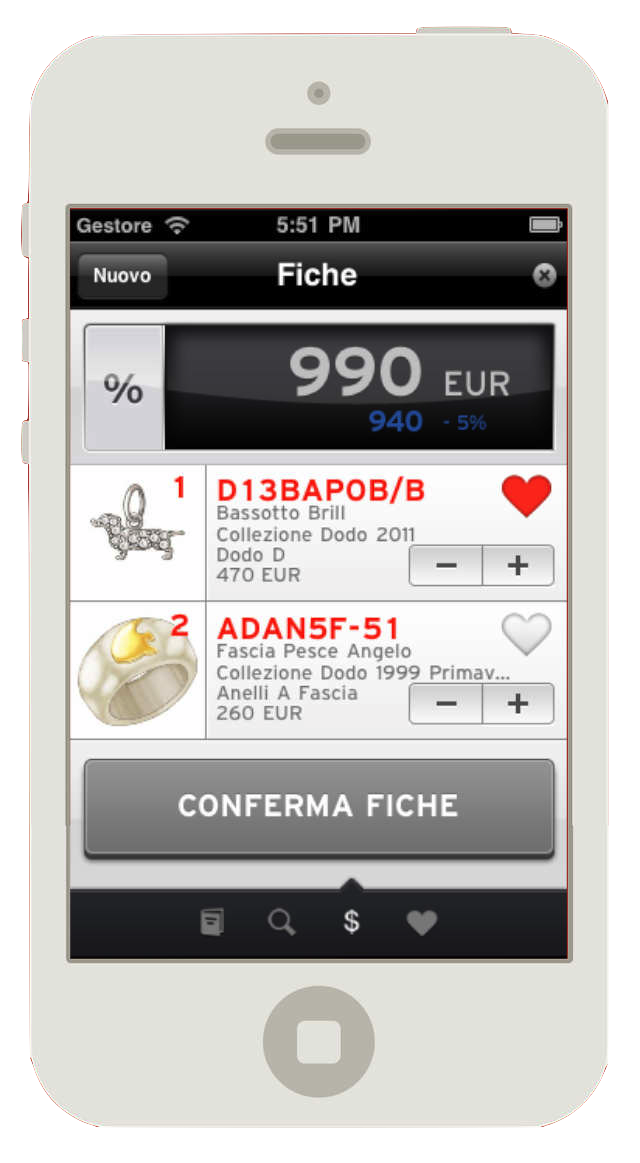 Gestore 5:51 PM
Nuovo Fiche
% 990 EUR
940 - 5%
1 D13BAPOB/B
Bassotto Brill
Collezione Dodo 2011
Dodo D
470 EUR
− +
2 ADAN5F-51
Fascia Pesce Angelo
Collezione Dodo 1999 Primav...
Anelli A Fascia
260 EUR
− +
CONFERMA FICHE
$